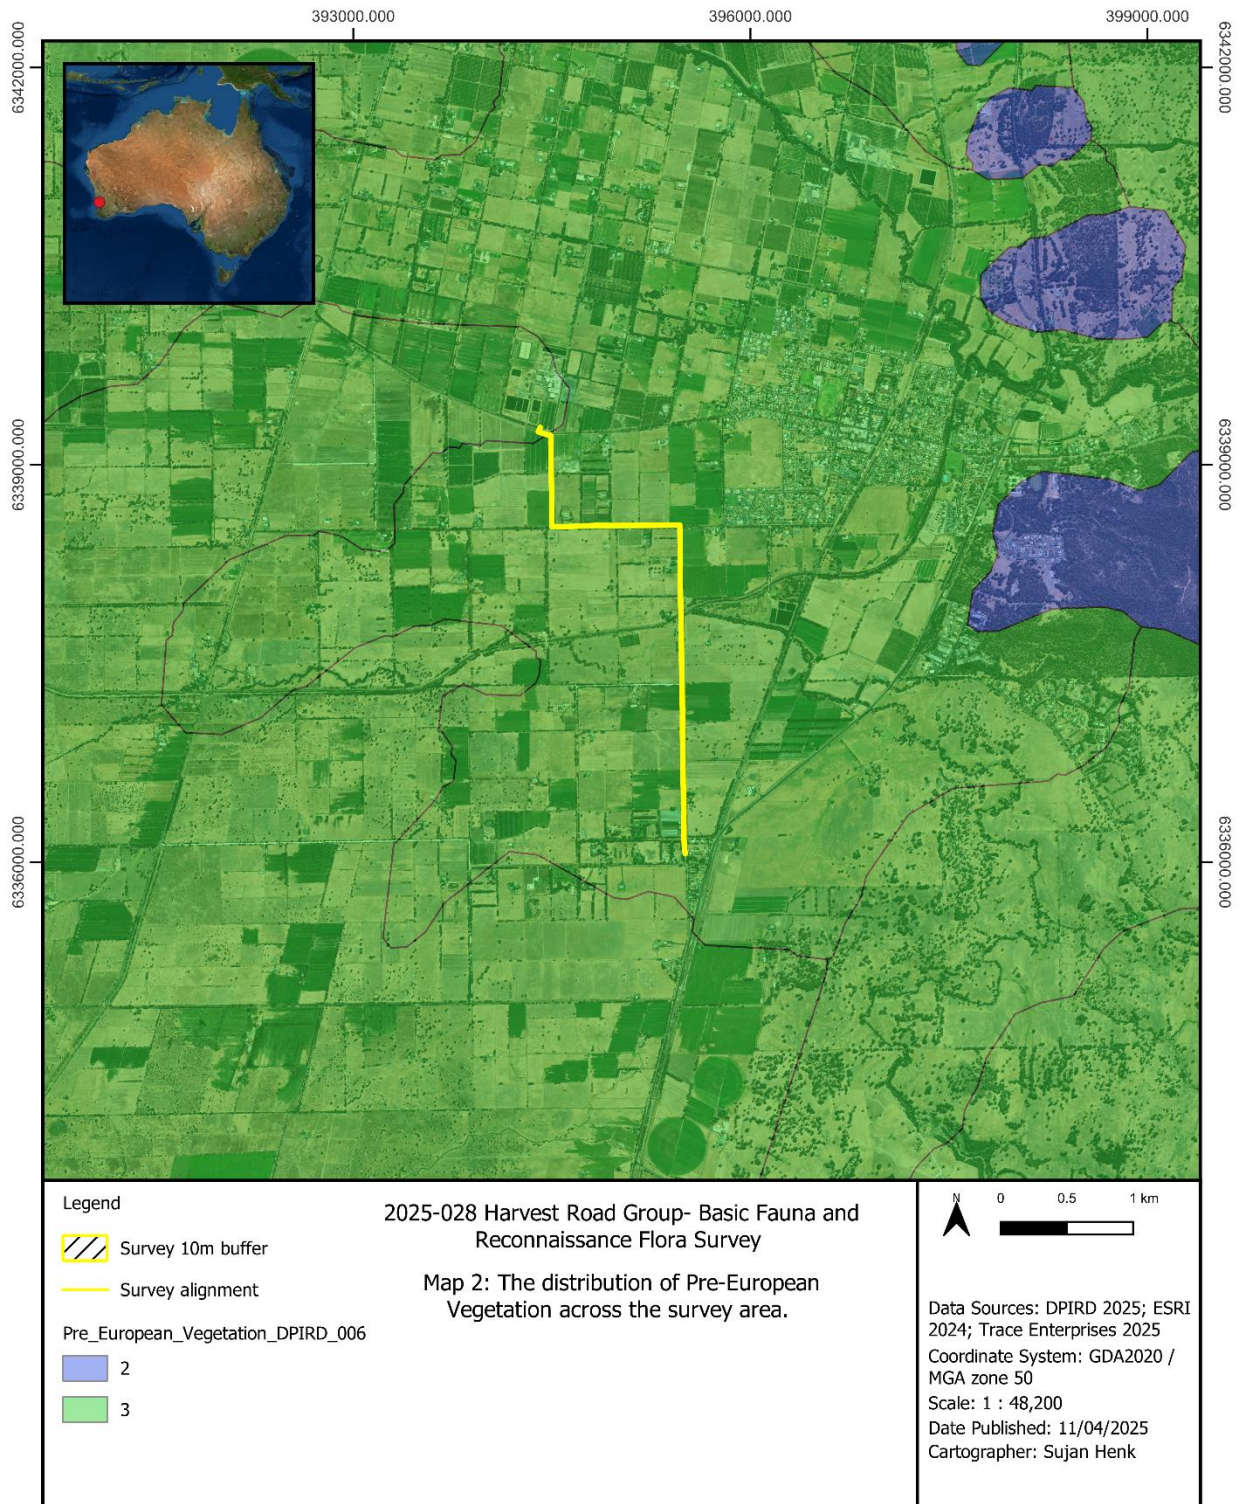 393000.000
396000.000
399000.000
6342000.000
6342000.000
6339000.000
6339000.000
6336000.000
6336000.000
Legend
Survey 10m buffer
Survey alignment
Pre_European_Vegetation_DPIRD_006
2
3
2025-028 Harvest Road Group- Basic Fauna and
Reconnaissance Flora Survey
Map 2: The distribution of Pre-European
Vegetation across the survey area.
N
0 0.5 1 km
Data Sources: DPIRD 2025; ESRI
2024; Trace Enterprises 2025
Coordinate System: GDA2020 /
MGA zone 50
Scale: 1 : 48,200
Date Published: 11/04/2025
Cartographer: Sujan Henk